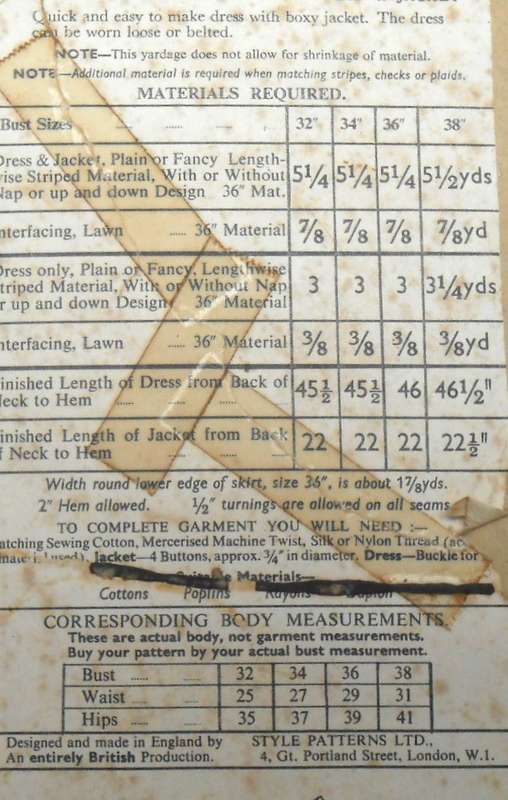 Quick and easy to make dress with boxy jacket. The dress
can be worn loose or belted.
NOTE—This yardage does not allow for shrinkage of material.
NOTE—Additional material is required when matching stripes, checks or plaids.
MATERIALS REQUIRED.
Bust Sizes 32" 34" 36" 38"
Dress & Jacket, Plain or Fancy Length-
wise Striped Material, With or Without
Nap or up and down Design 36" Mat. 5¼ 5¼ 5¼ 5½yds
nterfacing, Lawn ...... 36" Material ⅞ ⅞ ⅞ ⅞yd
Dress only, Plain or Fancy, Lengthwise
striped Material, With or Without Nap
r up and down Design 36" Material 3 3 3 3¼yds
nterfacing, Lawn ...... 36" Material ⅜ ⅜ ⅜ ⅜yd
inished Length of Dress from Back of
Neck to Hem ...... ...... ...... 45½ 45½ 46 46½"
inished Length of Jacket from Back
f Neck to Hem ...... ...... 22 22 22 22½"
Width round lower edge of skirt, size 36", is about 1⅞yds.
2" Hem allowed. ½" turnings are allowed on all seams
TO COMPLETE GARMENT YOU WILL NEED :—
atching Sewing Cotton, Mercerised Machine Twist, Silk or Nylon Thread
used). Jacket—4 Buttons, approx. ¾" in diameter. Dress—Buckle for
Materials—
Cottons Poplins Rayons
CORRESPONDING BODY MEASUREMENTS.
These are actual body, not garment measurements.
Buy your pattern by your actual bust measurement.
Bust ...... 32 34 36 38
Waist ...... 25 27 29 31
Hips ...... 35 37 39 41
Designed and made in England by
An entirely British Production.
STYLE PATTERNS LTD.,
4, Gt. Portland Street, London, W.1.